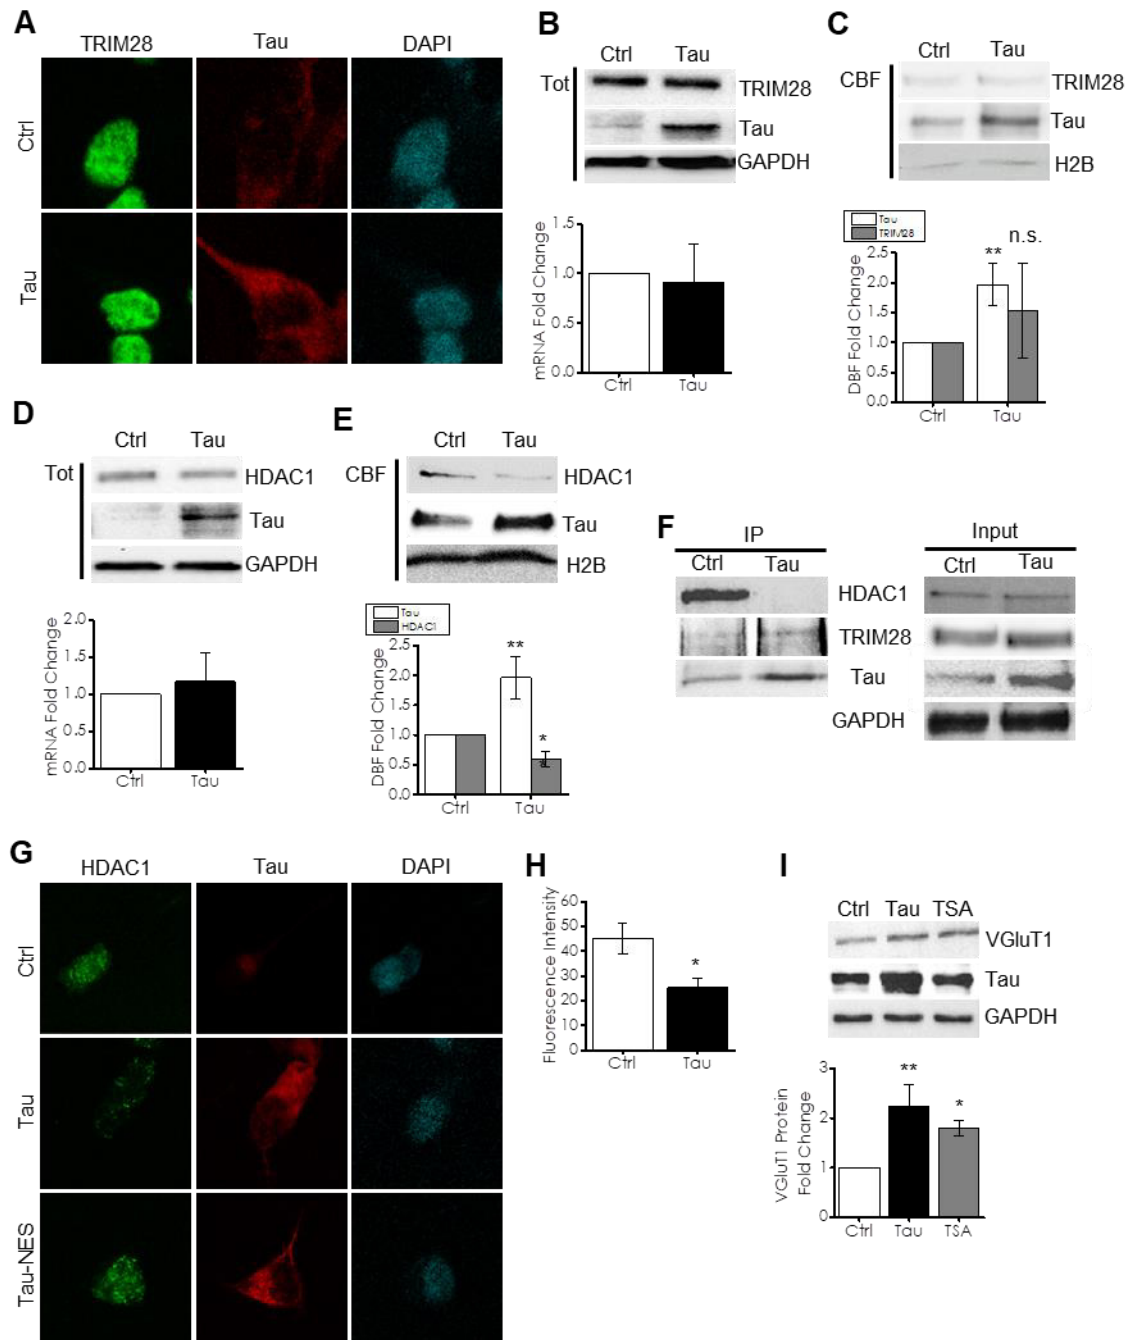 A
TRIM28 Tau DAPI
Ctrl
Tau
B
Ctrl Tau
Tot
TRIM28
Tau
GAPDH
mRNA Fold Change
1.5
1.0
0.5
0.0
Ctrl Tau
C
Ctrl Tau
CBF
TRIM28
Tau
H2B
Tau
TRIM28
DBF Fold Change
2.5
2.0
1.5
1.0
0.5
0.0
** n.s.
Ctrl Tau
D
Ctrl Tau
Tot
HDAC1
Tau
GAPDH
mRNA Fold Change
2.0
1.5
1.0
0.5
0.0
Ctrl Tau
E
Ctrl Tau
CBF
HDAC1
Tau
H2B
Tau
HDAC1
DBF Fold Change
2.5
2.0
1.5
1.0
0.5
0.0
**
*
*
Ctrl Tau
F
IP Input
Ctrl Tau Ctrl Tau
HDAC1
TRIM28
Tau
GAPDH
G
HDAC1 Tau DAPI
Ctrl
Tau
Tau-NES
H
Fluorescence Intensity
60
50
40
30
20
10
0
*
Ctrl Tau
I
Ctrl Tau TSA
VGluT1
Tau
GAPDH
VGluT1 Protein
Fold Change
3
2
1
0
** *
Ctrl Tau TSA